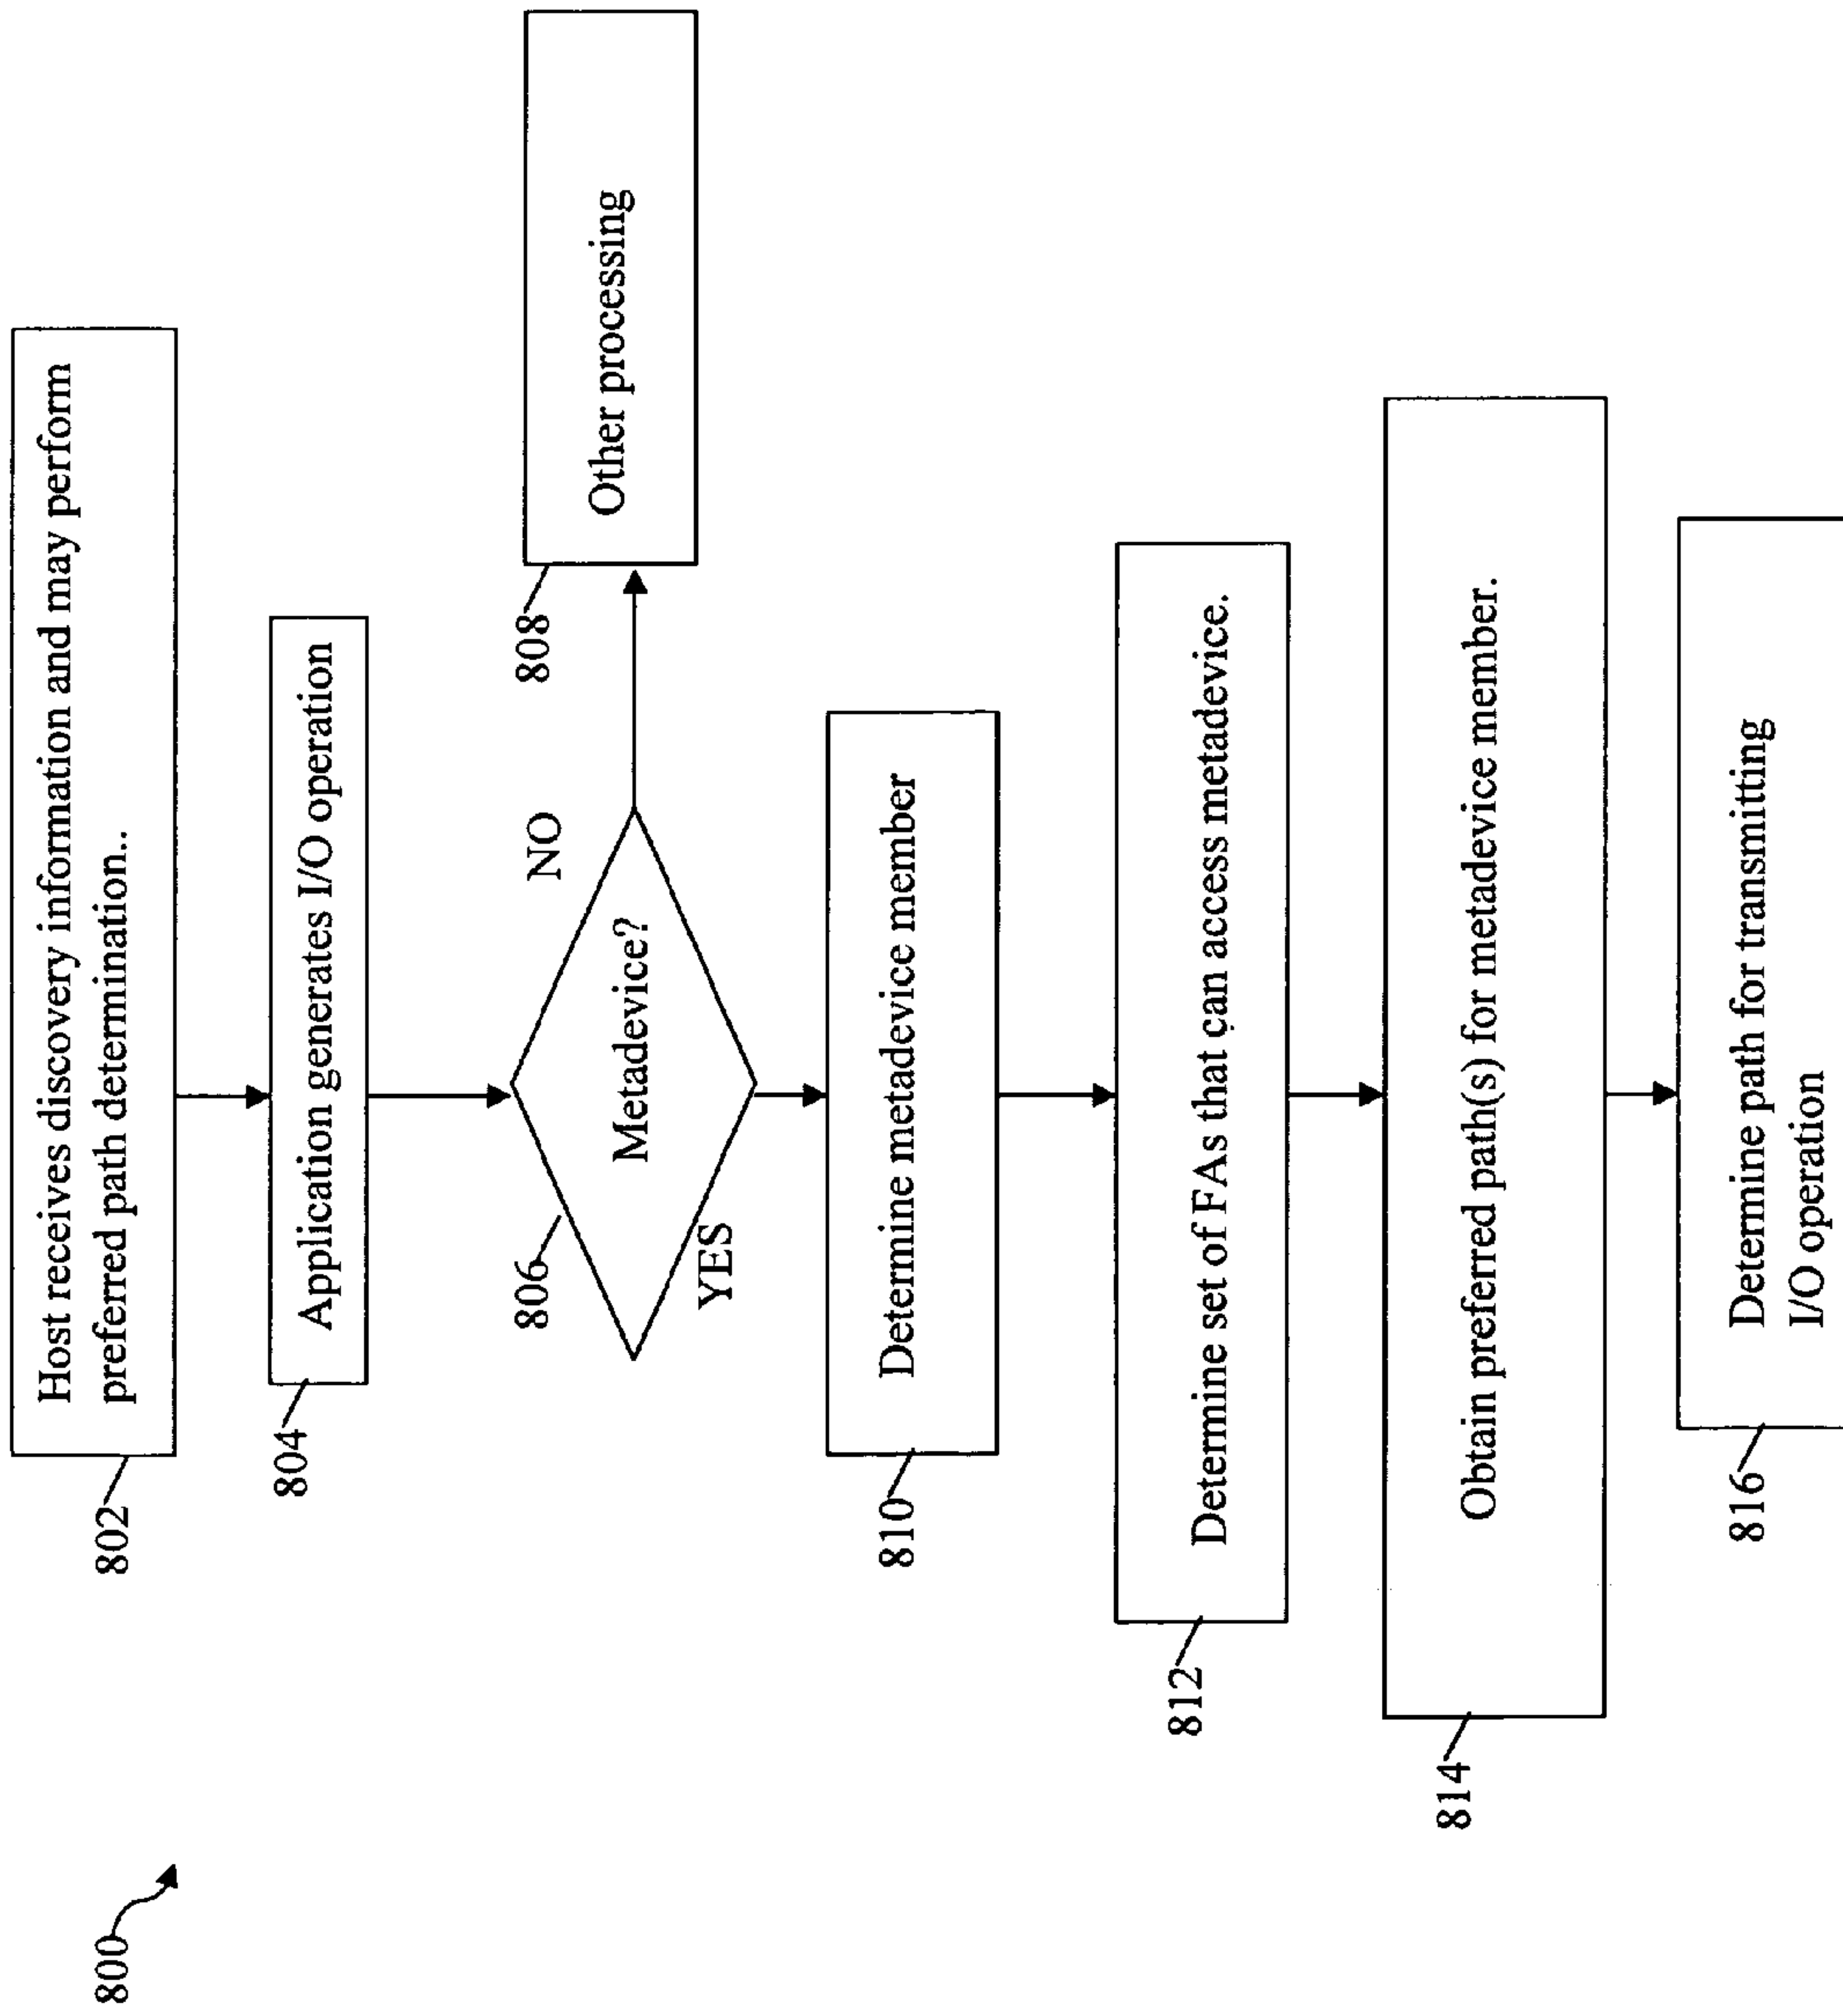 800
802
Host receives discovery information and may perform
preferred path determination..
804
Application generates I/O operation
806
Metadevice?
NO
YES
808
Other processing
810
Determine metadevice member
812
Determine set of FAs that can access metadevice.
814
Obtain preferred path(s) for metadevice member.
816
Determine path for transmitting
I/O operation